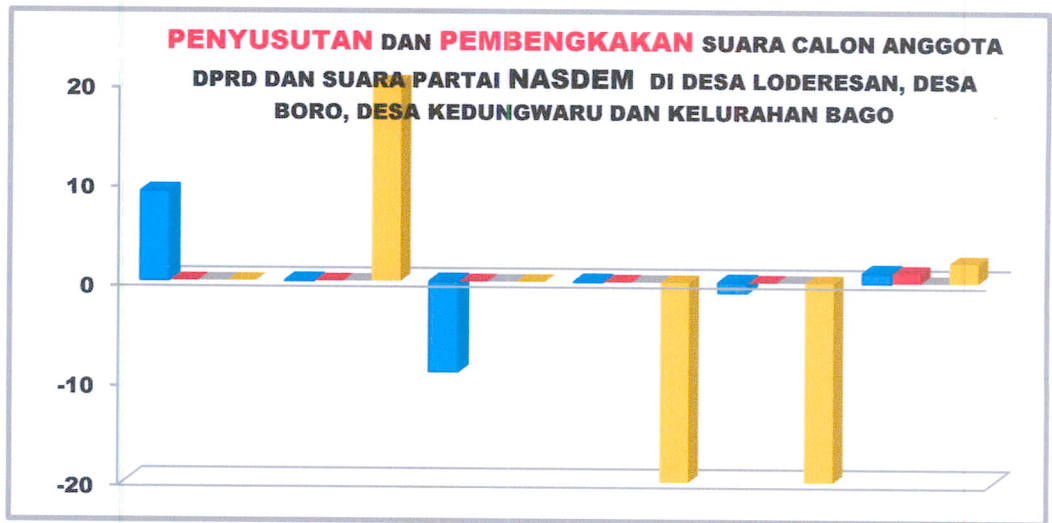 PENYUSUTAN DAN PEMBENGKAKAN SUARA CALON ANGGOTA
DPRD DAN SUARA PARTAI NASDEM DI DESA LODERESAN, DESA
BORO, DESA KEDUNGWARU DAN KELURAHAN BAGO
20
10
0
-10
-20